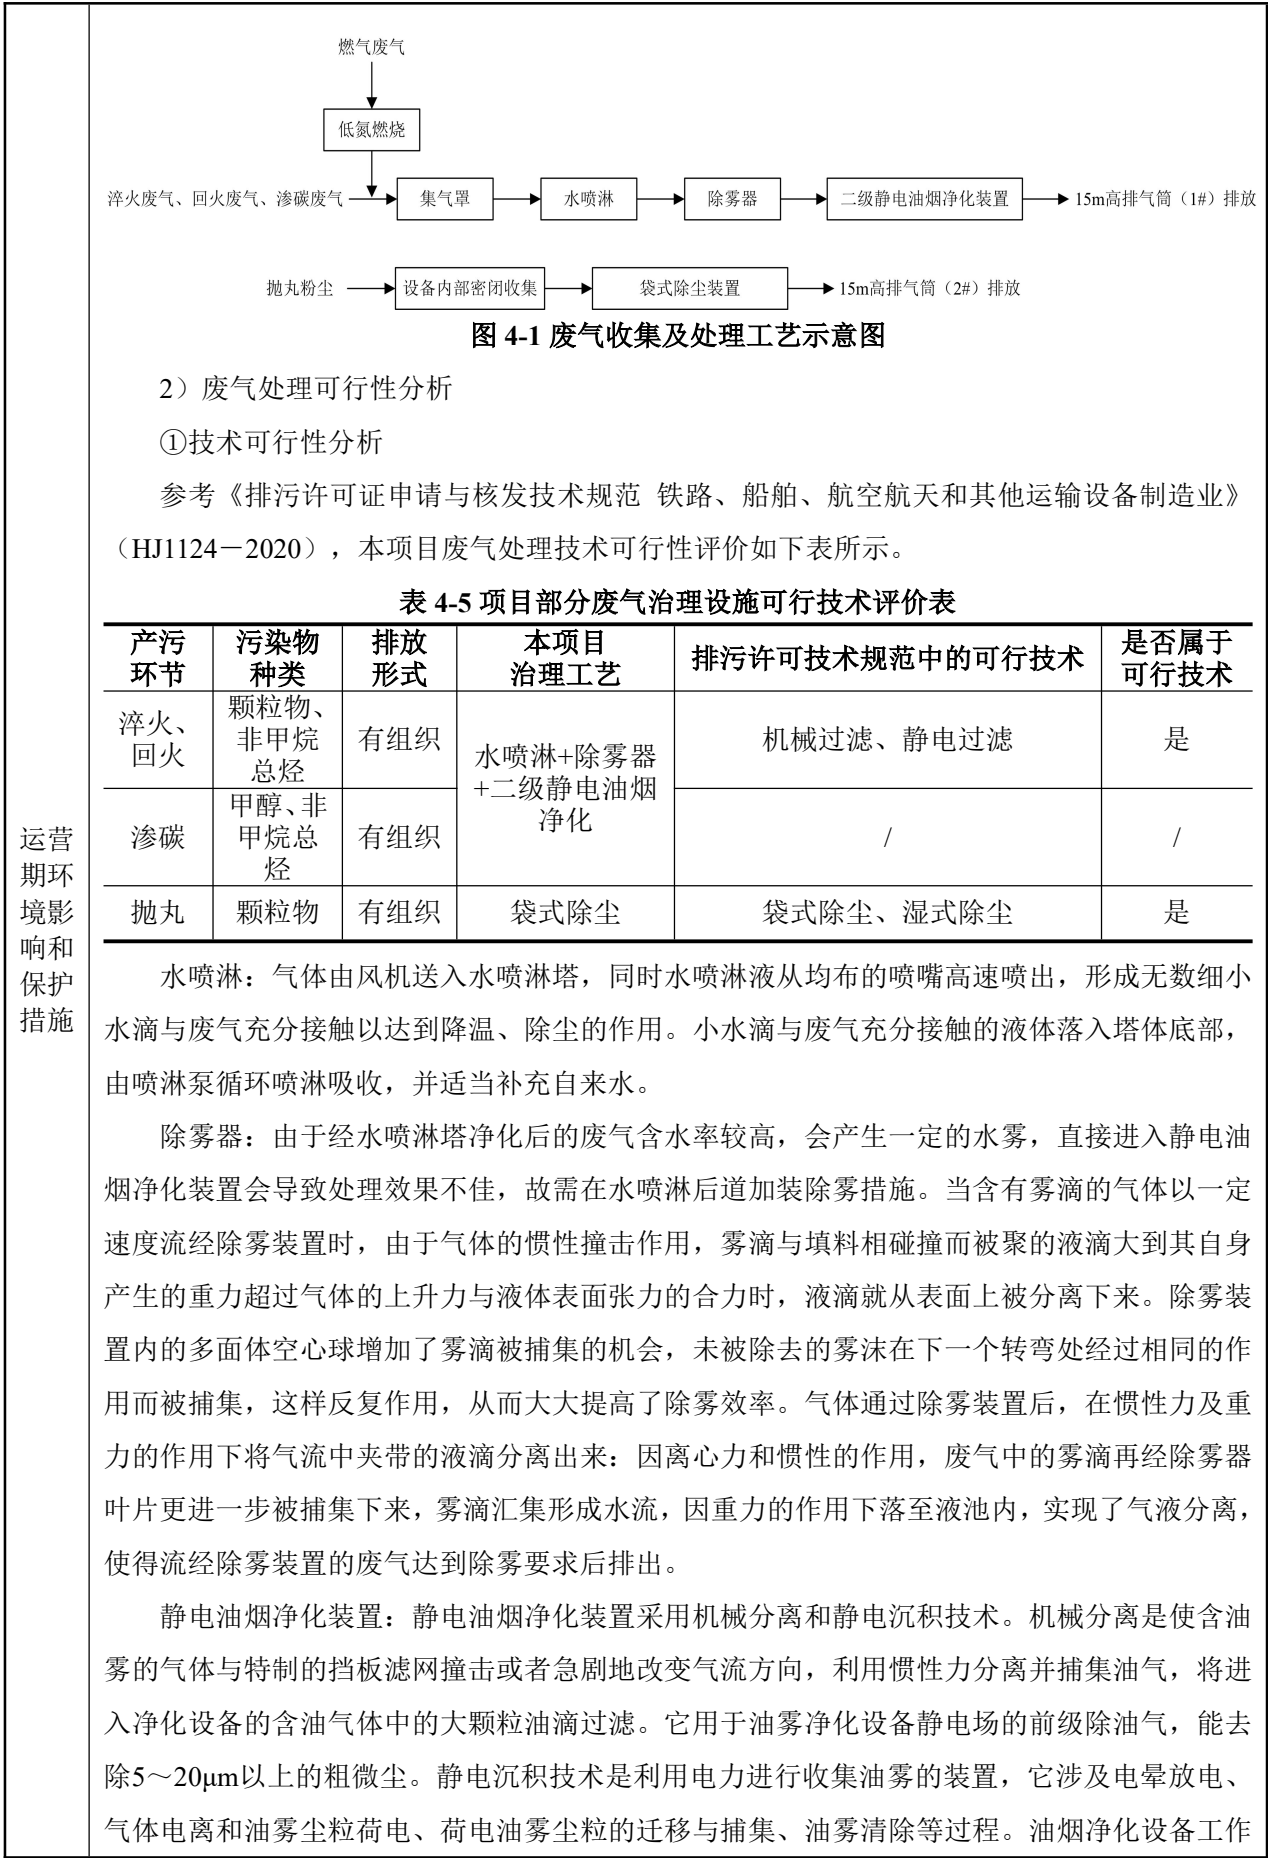 燃气废气
低氮燃烧
淬火废气、回火废气、渗碳废气
集气罩
水喷淋
除雾器
二级静电油烟净化装置
15m高排气筒（1#）排放
抛丸粉尘
设备内部密闭收集
袋式除尘装置
15m高排气筒（2#）排放
图 4-1 废气收集及处理工艺示意图
2）废气处理可行性分析
①技术可行性分析
参考《排污许可证申请与核发技术规范 铁路、船舶、航空航天和其他运输设备制造业》
（HJ1124－2020），本项目废气处理技术可行性评价如下表所示。
表 4-5 项目部分废气治理设施可行技术评价表
产污
环节
污染物
种类
排放
形式
本项目
治理工艺
排污许可技术规范中的可行技术
是否属于
可行技术
淬火、
回火
颗粒物、
非甲烷
总烃
有组织
水喷淋+除雾器
+二级静电油烟
净化
机械过滤、静电过滤
是
渗碳
甲醇、非
甲烷总
烃
有组织
/
/
抛丸
颗粒物
有组织
袋式除尘
袋式除尘、湿式除尘
是
运营
期环
境影
响和
保护
措施
水喷淋：气体由风机送入水喷淋塔，同时水喷淋液从均布的喷嘴高速喷出，形成无数细小
水滴与废气充分接触以达到降温、除尘的作用。小水滴与废气充分接触的液体落入塔体底部，
由喷淋泵循环喷淋吸收，并适当补充自来水。
除雾器：由于经水喷淋塔净化后的废气含水率较高，会产生一定的水雾，直接进入静电油
烟净化装置会导致处理效果不佳，故需在水喷淋后道加装除雾措施。当含有雾滴的气体以一定
速度流经除雾装置时，由于气体的惯性撞击作用，雾滴与填料相碰撞而被聚的液滴大到其自身
产生的重力超过气体的上升力与液体表面张力的合力时，液滴就从表面上被分离下来。除雾装
置内的多面体空心球增加了雾滴被捕集的机会，未被除去的雾沫在下一个转弯处经过相同的作
用而被捕集，这样反复作用，从而大大提高了除雾效率。气体通过除雾装置后，在惯性力及重
力的作用下将气流中夹带的液滴分离出来：因离心力和惯性的作用，废气中的雾滴再经除雾器
叶片更进一步被捕集下来，雾滴汇集形成水流，因重力的作用下落至液池内，实现了气液分离，
使得流经除雾装置的废气达到除雾要求后排出。
静电油烟净化装置：静电油烟净化装置采用机械分离和静电沉积技术。机械分离是使含油
雾的气体与特制的挡板滤网撞击或者急剧地改变气流方向，利用惯性力分离并捕集油气，将进
入净化设备的含油气体中的大颗粒油滴过滤。它用于油雾净化设备静电场的前级除油气，能去
除5～20μm以上的粗微尘。静电沉积技术是利用电力进行收集油雾的装置，它涉及电晕放电、
气体电离和油雾尘粒荷电、荷电油雾尘粒的迁移与捕集、油雾清除等过程。油烟净化设备工作